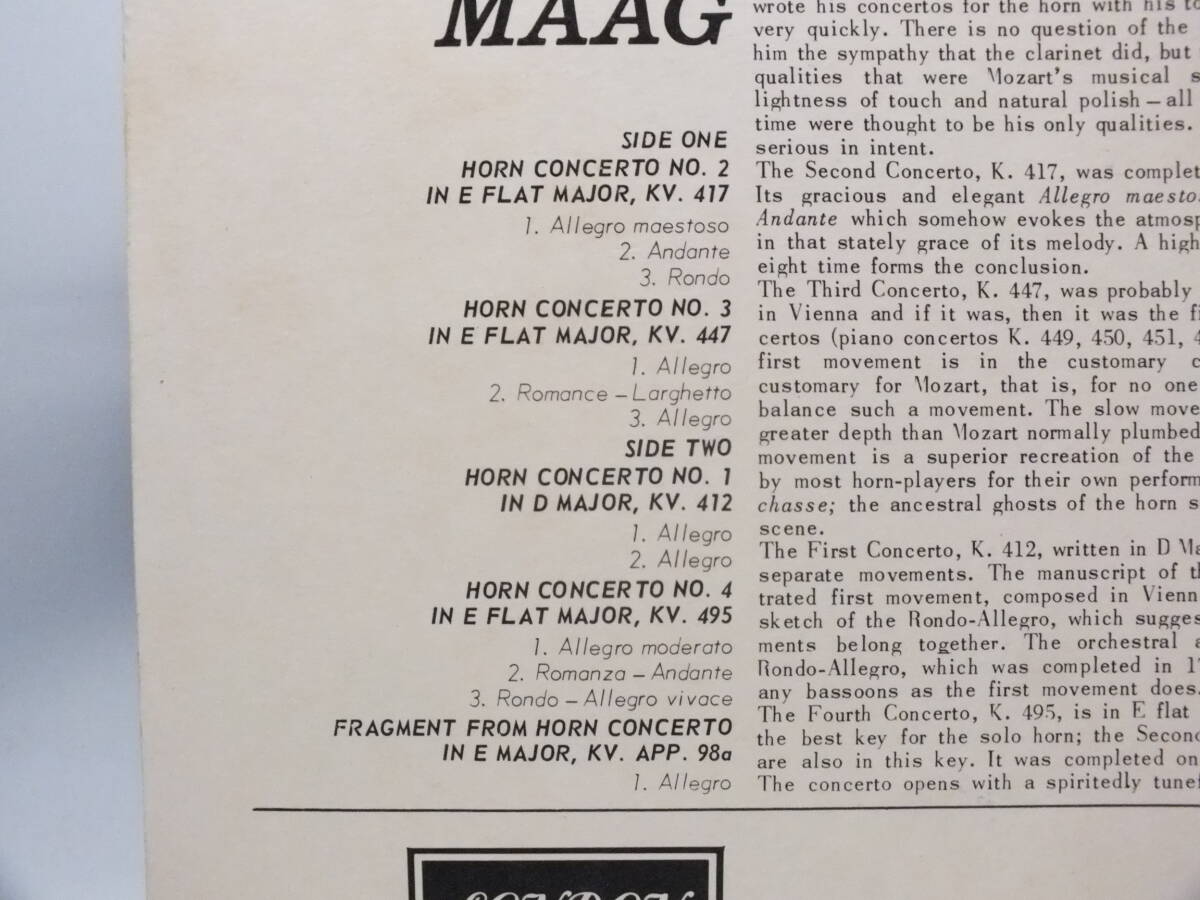 MAAG
SIDE ONE
HORN CONCERTO NO. 2
IN E FLAT MAJOR, KV. 417
1. Allegro maestoso
2. Andante
3. Rondo
HORN CONCERTO NO. 3
IN E FLAT MAJOR, KV. 447
1. Allegro
2. Romance – Larghetto
3. Allegro
SIDE TWO
HORN CONCERTO NO. 1
IN D MAJOR, KV. 412
1. Allegro
2. Allegro
HORN CONCERTO NO. 4
IN E FLAT MAJOR, KV. 495
1. Allegro moderato
2. Romanza – Andante
3. Rondo – Allegro vivace
FRAGMENT FROM HORN CONCERTO
IN E MAJOR, KV. APP. 98a
1. Allegro
wrote his concertos for the horn with his
very quickly. There is no question of the
him the sympathy that the clarinet did, but
qualities that were Mozart's musical
lightness of touch and natural polish – all
time were thought to be his only qualities.
serious in intent.
The Second Concerto, K. 417, was
Its gracious and elegant Allegro
Andante which somehow evokes the
in that stately grace of its melody. A
eight time forms the conclusion.
The Third Concerto, K. 447, was probably
in Vienna and if it was, then it was the
certos (piano concertos K. 449, 450, 451,
first movement is in the customary
customary for Mozart, that is, for no one
balance such a movement. The slow
greater depth than Mozart normally plumbed
movement is a superior recreation of the
by most horn-players for their own
chasse; the ancestral ghosts of the horn
scene.
The First Concerto, K. 412, written in D
separate movements. The manuscript of
trated first movement, composed in
sketch of the Rondo-Allegro, which
ments belong together. The orchestral
Rondo-Allegro, which was completed in
any bassoons as the first movement does.
The Fourth Concerto, K. 495, is in E flat
the best key for the solo horn; the
are also in this key. It was completed on
The concerto opens with a spiritedly
LONDON